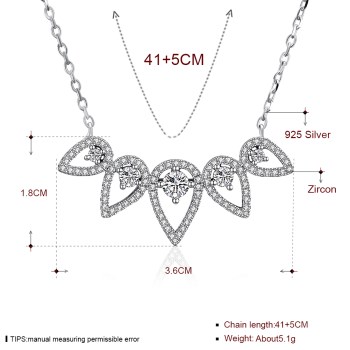 41+5CM
925 Silver
1.8CM
Zircon
3.6CM
Chain length:41+5CM
Weight: About5.1g
TIPS:manual measuring permissible error